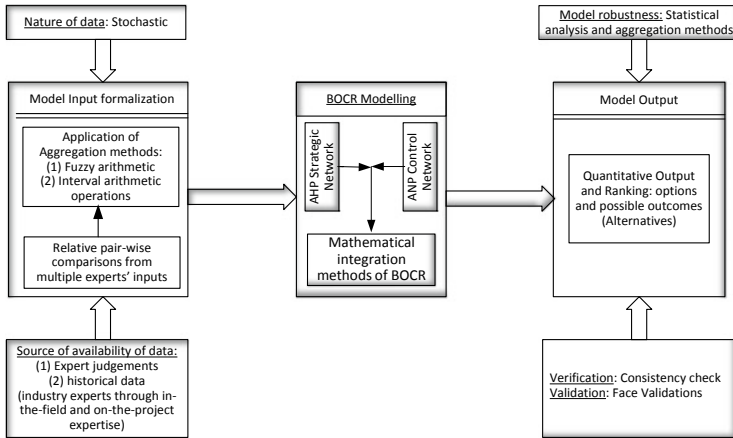 Nature of data: Stochastic
Model robustness: Statistical
analysis and aggregation methods
Model Input formalization
Application of
Aggregation methods:
(1) Fuzzy arithmetic
(2) Interval arithmetic
operations
Relative pair-wise
comparisons from
multiple experts' inputs
BOCR Modelling
AHP Strategic
Network
ANP Control
Network
Mathematical
integration
methods of BOCR
Model Output
Quantitative Output
and Ranking: options
and possible outcomes
(Alternatives)
Source of availability of data:
(1) Expert judgements
(2) historical data
(industry experts through in-
the-field and on-the-project
expertise)
Verification: Consistency check
Validation: Face Validations